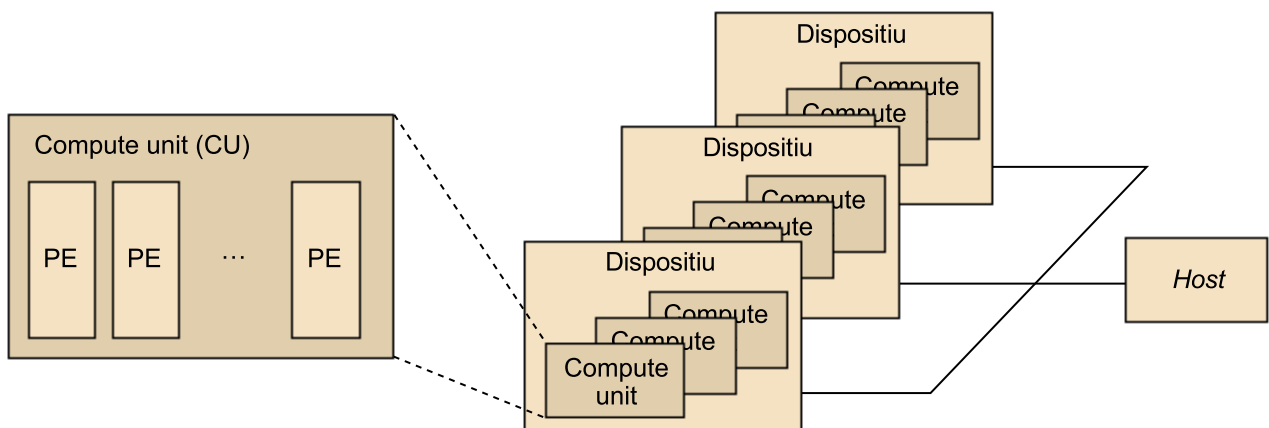 Dispositiu
Compute
Compute
Compute unit (CU)
PE
PE
...
PE
Dispositiu
Compute
Compute
Dispositiu
Compute
Compute
Compute
unit
Host